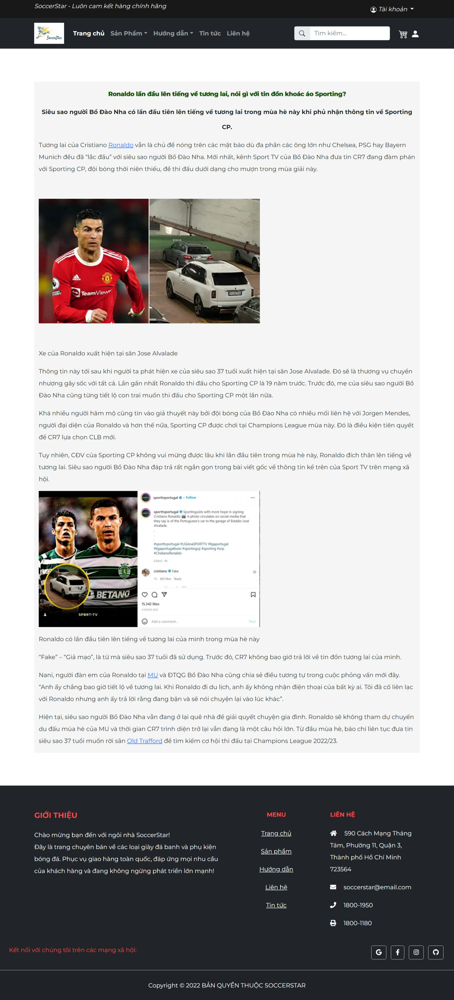 SoccerStar - Luôn cam kết hàng chính hãng
Tài khoản
SoccerStar
Trang chủ
Sản Phẩm
Hướng dẫn
Tin tức
Liên hệ
Tìm kiếm...
Ronaldo lần đầu lên tiếng về tương lai, nói gì với tin đồn khoác áo Sporting?
Siêu sao người Bồ Đào Nha có lần đầu tiên lên tiếng về tương lai trong mùa hè này khi phủ nhận thông tin về Sporting
CP.
Tương lai của Cristiano Ronaldo vẫn là chủ đề nóng trên các mặt báo dù đa phần các ông lớn như Chelsea, PSG hay Bayern
Munich đều đã “lắc đầu” với siêu sao người Bồ Đào Nha. Mới nhất, kênh Sport TV của Bồ Đào Nha đưa tin CR7 đang đàm phán
với Sporting CP, đội bóng thời niên thiếu, để thi đấu dưới dạng cho mượn trong mùa giải này.
adidas
TeamViewer
Xe của Ronaldo xuất hiện tại sân Jose Alvalade
Thông tin này tới sau khi người ta phát hiện xe của siêu sao 37 tuổi xuất hiện tại sân Jose Alvalade. Đó sẽ là thương vụ chuyển
nhượng gây sốc với tất cả. Lần gần nhất Ronaldo thi đấu cho Sporting CP là 19 năm trước. Trước đó, mẹ của siêu sao người Bồ
Đào Nha cũng từng tiết lộ con trai muốn thi đấu cho Sporting CP một lần nữa.
Khá nhiều người hâm mộ cũng tin vào giả thuyết này bởi đội bóng của Bồ Đào Nha có nhiều mối liên hệ với Jorgen Mendes,
người đại diện của Ronaldo và hơn thế nữa, Sporting CP được chơi tại Champions League mùa này. Đó là điều kiện tiên quyết
để CR7 lựa chọn CLB mới.
Tuy nhiên, CĐV của Sporting CP không vui mừng được lâu khi lần đầu tiên trong mùa hè này, Ronaldo đích thân lên tiếng về
tương lai. Siêu sao người Bồ Đào Nha đáp trả rất ngắn gọn trong bài viết gốc về thông tin kể trên của Sport TV trên mạng xã
hội.
sporttvportugal • Follow
sporttvportugal Sportinguists with more hope in signing
Cristiano Ronaldo 👀 A photo circulates on social media that
they say is of the Portuguese's car in the garage of Estádio José
Alvalade.
.
.
.
#sporttvportugal #LIGAnaSPORTTV #ligaportugal
#ligaportugalbwin #sportingcp #sporting #scp
#CristianoRonaldo
Edited · 4h
cristiano Fake
1h 661 likes Reply
SCP
BETANO
SPORT•TV
15,342 likes
4 HOURS AGO
Add a comment...
Post
Ronaldo có lần đầu tiên lên tiếng về tương lai của mình trong mùa hè này
“Fake” – “Giả mạo”, là từ mà siêu sao 37 tuổi đã sử dụng. Trước đó, CR7 không bao giờ trả lời về tin đồn tương lai của mình.
Nani, người đàn em của Ronaldo tại MU và ĐTQG Bồ Đào Nha cũng chia sẻ điều tương tự trong cuộc phỏng vấn mới đây.
“Anh ấy chẳng bao giờ tiết lộ về tương lai. Khi Ronaldo đi du lịch, anh ấy không nhận điện thoại của bất kỳ ai. Tôi đã cố liên lạc
với Ronaldo nhưng anh ấy trả lời rằng đang bận và sẽ nói chuyện lại vào lúc khác”.
Hiện tại, siêu sao người Bồ Đào Nha vẫn đang ở lại quê nhà để giải quyết chuyện gia đình. Ronaldo sẽ không tham dự chuyến
du đấu mùa hè của MU và thời gian CR7 trình diện trở lại vẫn đang là một câu hỏi lớn. Từ đầu mùa hè, báo chí liên tục đưa tin
siêu sao 37 tuổi muốn rời sân Old Trafford để tìm kiếm cơ hội thi đấu tại Champions League 2022/23.
GIỚI THIỆU
Chào mừng bạn đến với ngôi nhà SoccerStar!
Đây là trang chuyên bán về các loại giày đá banh và phụ kiện
bóng đá. Phục vụ giao hàng toàn quốc, đáp ứng mọi nhu cầu
của khách hàng và đang không ngừng phát triển lớn mạnh!
MENU
Trang chủ
Sản phẩm
Hướng dẫn
Liên hệ
Tin tức
LIÊN HỆ
590 Cách Mạng Tháng
Tám, Phường 11, Quận 3,
Thành phố Hồ Chí Minh
723564
soccerstar@email.com
1800-1950
1800-1180
Kết nối với chúng tôi trên các mạng xã hội:
Copyright © 2022 BẢN QUYỀN THUỘC SOCCERSTAR